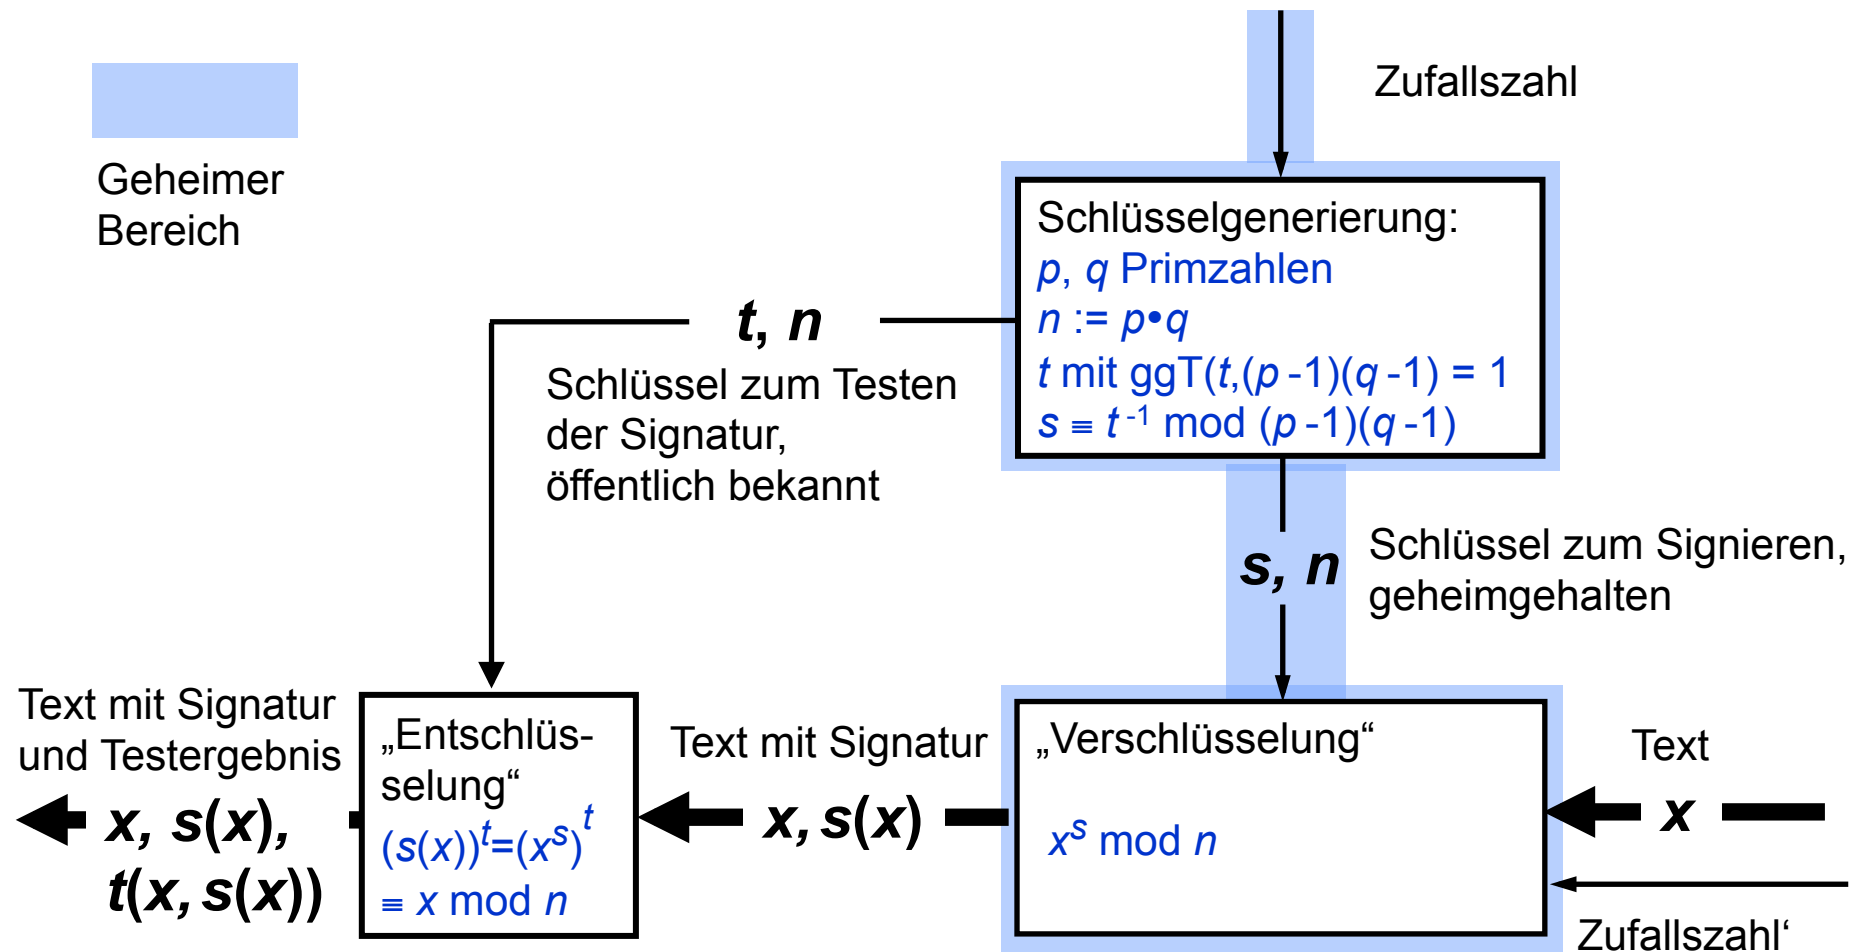 Zufallszahl
Geheimer
Bereich
Schlüsselgenerierung:
p, q Primzahlen
n := p•q
t mit ggT(t,(p -1)(q -1) = 1
s ≡ t⁻¹ mod (p -1)(q -1)
t, n
Schlüssel zum Testen
der Signatur,
öffentlich bekannt
s, n
Schlüssel zum Signieren,
geheimgehalten
Text mit Signatur
und Testergebnis
x, s(x),
t(x, s(x))
„Entschlüs-
selung“
(s(x))ᵗ=(xˢ)ᵗ
≡ x mod n
Text mit Signatur
x, s(x)
„Verschlüsselung“
xˢ mod n
Text
x
Zufallszahl‘